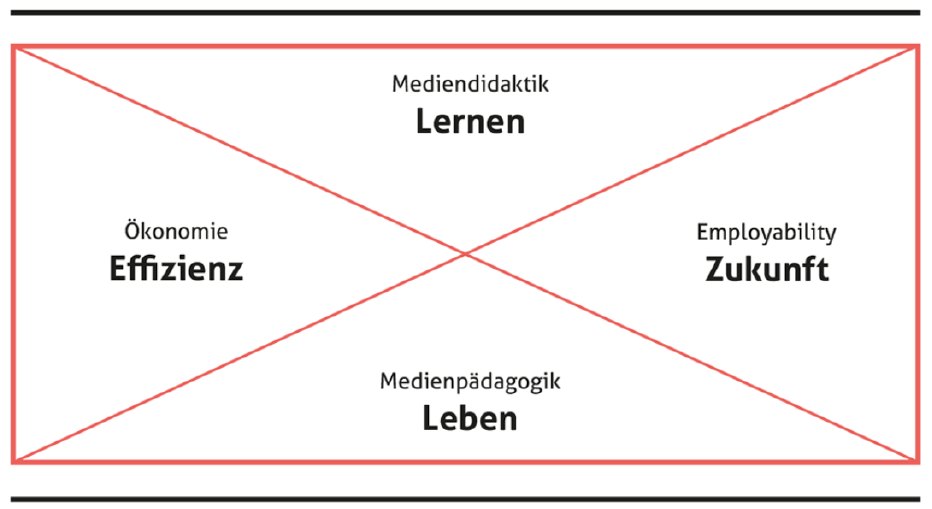 Mediendidaktik
Lernen
Ökonomie
Effizienz
Employability
Zukunft
Medienpädagogik
Leben